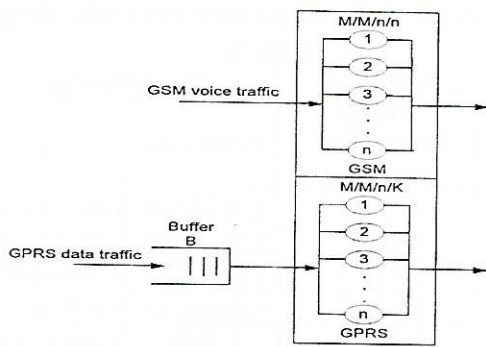 M/M/n/n
1
2
3
GSM voice traffic
n
GSM
M/M/n/K
1
Buffer
B
2
GPRS data traffic
3
n
GPRS